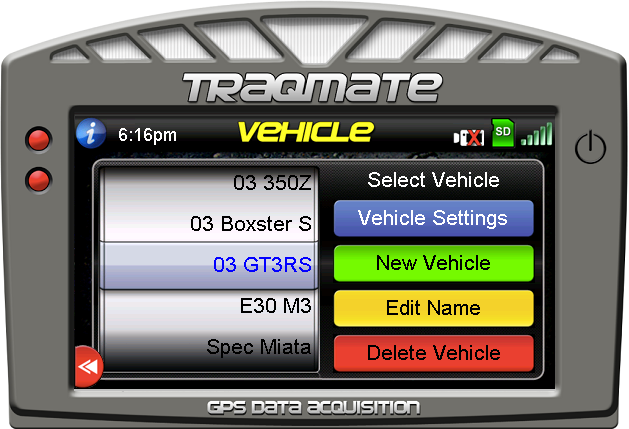 TRAQMATE
i 6:16pm VEHICLE SD
03 350Z
03 Boxster S
03 GT3RS
E30 M3
Spec Miata
Select Vehicle
Vehicle Settings
New Vehicle
Edit Name
Delete Vehicle
GPS DATA ACQUISITION